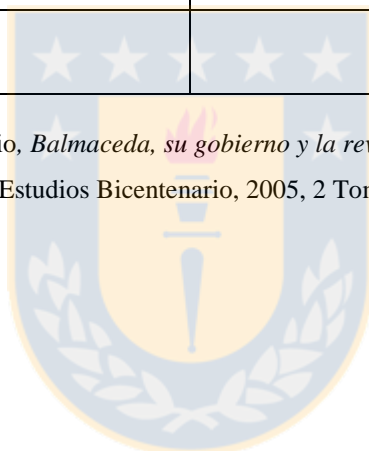 io, Balmaceda, su gobierno y la rev
Estudios Bicentenario, 2005, 2 Tor